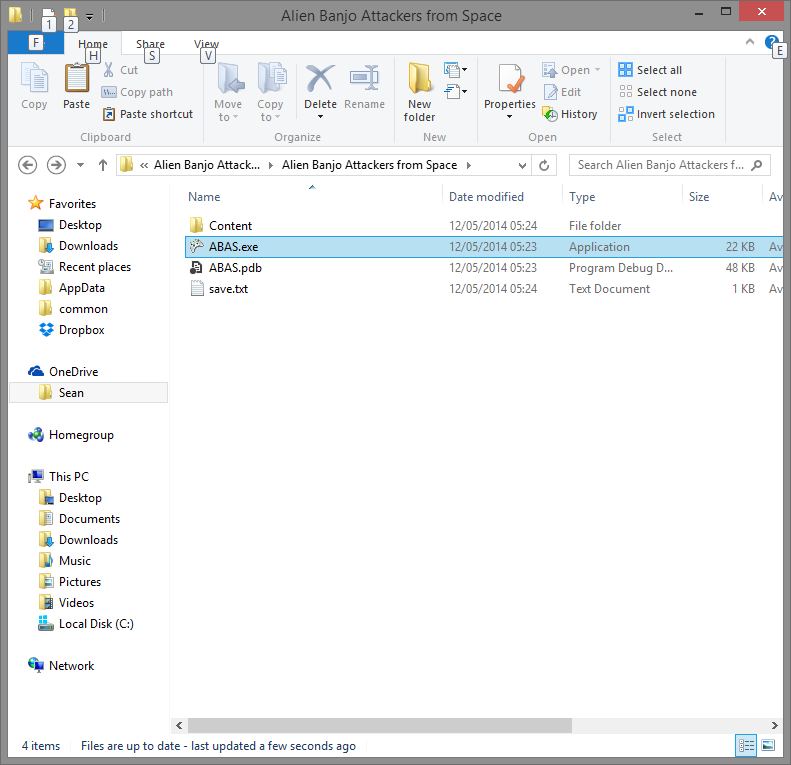 Alien Banjo Attackers from Space
1 2
F Home Share View
H S V E
Copy Paste Cut Copy path Paste shortcut
Move to Copy to Delete Rename
New folder
Properties Open Edit History
Select all Select none Invert selection
Clipboard Organize New Open Select
« Alien Banjo Attack... Alien Banjo Attackers from Space Search Alien Banjo Attackers f...
Name Date modified Type Size Av
Content 12/05/2014 05:24 File folder
ABAS.exe 12/05/2014 05:23 Application 22 KB Av
ABAS.pdb 12/05/2014 05:23 Program Debug D... 48 KB Av
save.txt 12/05/2014 05:24 Text Document 1 KB Av
Favorites
Desktop
Downloads
Recent places
AppData
common
Dropbox
OneDrive
Sean
Homegroup
This PC
Desktop
Documents
Downloads
Music
Pictures
Videos
Local Disk (C:)
Network
4 items Files are up to date - last updated a few seconds ago